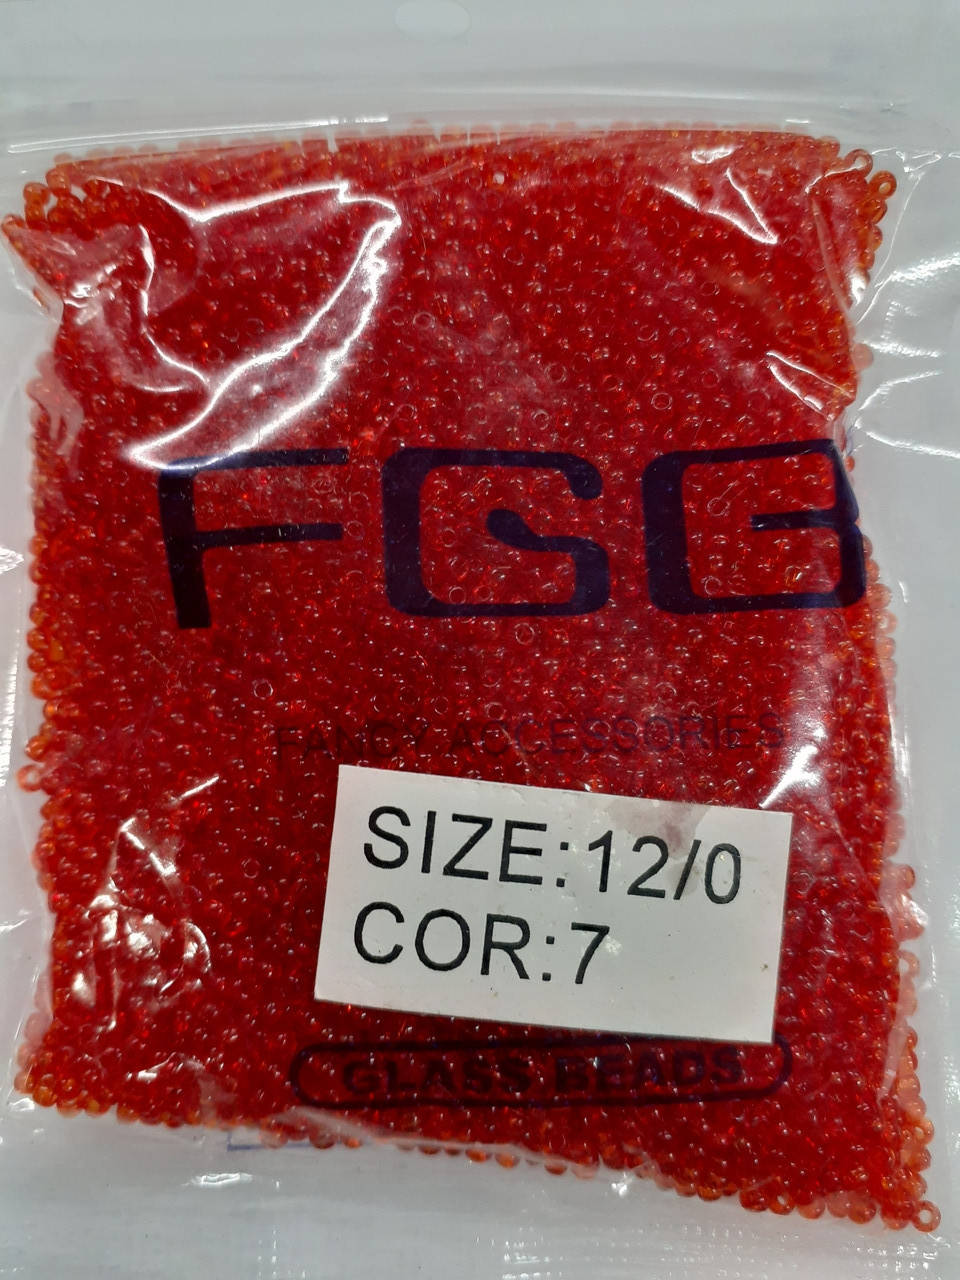 FGB
FANCY ACCESSORIES
SIZE:12/0
COR:7
GLASS BEADS